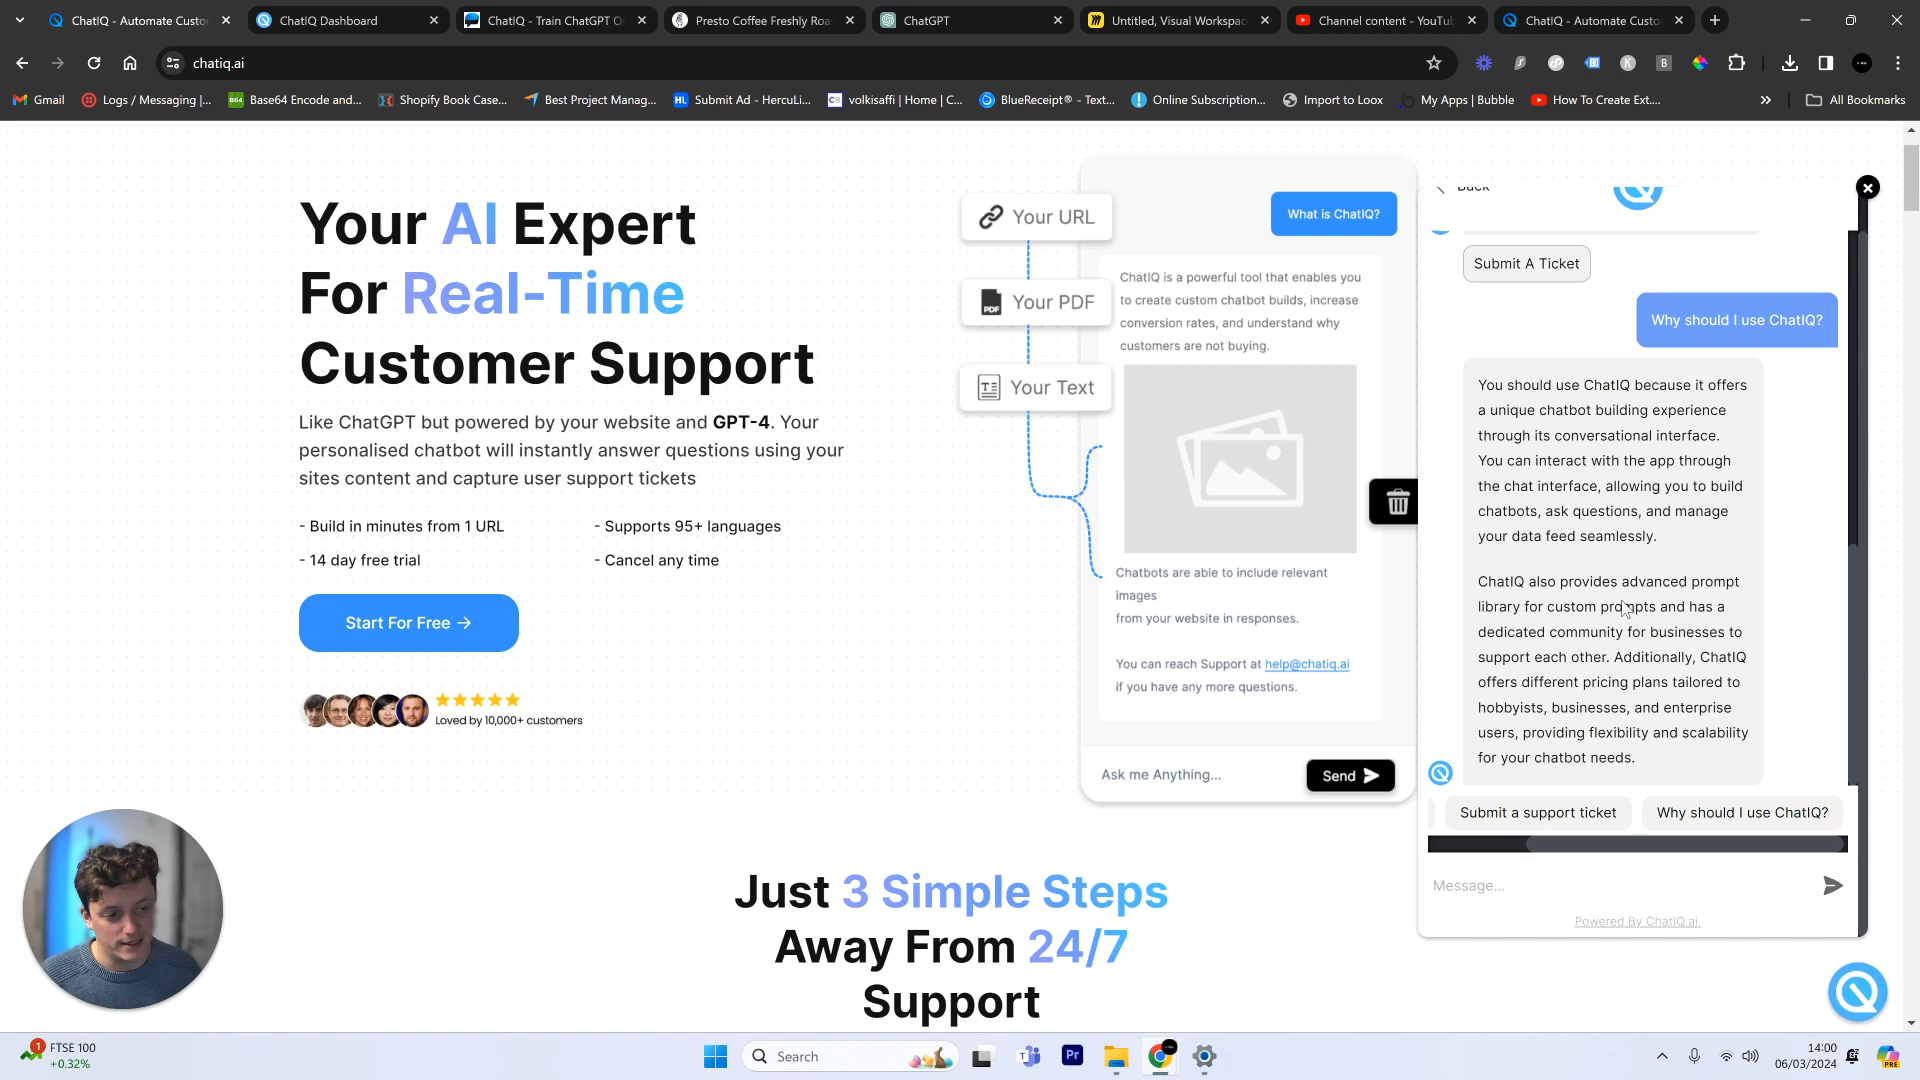 ChatIQ - Automate Custo
ChatIQ Dashboard
ChatIQ - Train ChatGPT O
Presto Coffee Freshly Roa
ChatGPT
Untitled, Visual Workspac
Channel content - YouTu
ChatIQ - Automate Custo
chatiq.ai
Gmail
Logs / Messaging |...
Base64 Encode and...
Shopify Book Case...
Best Project Manag...
Submit Ad - HercuLi...
volkisaffi | Home | C...
BlueReceipt® - Text...
Online Subscription...
Import to Loox
My Apps | Bubble
How To Create Ext....
All Bookmarks
Your AI Expert
For Real-Time
Customer Support
Like ChatGPT but powered by your website and GPT-4. Your
personalised chatbot will instantly answer questions using your
sites content and capture user support tickets
- Build in minutes from 1 URL
- Supports 95+ languages
- 14 day free trial
- Cancel any time
Start For Free →
Loved by 10,000+ customers
Your URL
PDF
Your PDF
Your Text
What is ChatIQ?
ChatIQ is a powerful tool that enables you
to create custom chatbot builds, increase
conversion rates, and understand why
customers are not buying.
Chatbots are able to include relevant
images
from your website in responses.
You can reach Support at help@chatiq.ai
if you have any more questions.
Ask me Anything...
Send
Back
Submit A Ticket
Why should I use ChatIQ?
You should use ChatIQ because it offers
a unique chatbot building experience
through its conversational interface.
You can interact with the app through
the chat interface, allowing you to build
chatbots, ask questions, and manage
your data feed seamlessly.
ChatIQ also provides advanced prompt
library for custom prompts and has a
dedicated community for businesses to
support each other. Additionally, ChatIQ
offers different pricing plans tailored to
hobbyists, businesses, and enterprise
users, providing flexibility and scalability
for your chatbot needs.
Submit a support ticket
Why should I use ChatIQ?
Message...
Powered By ChatIQ.ai
Just 3 Simple Steps
Away From 24/7
Support
1
FTSE 100
+0.32%
Search
Pr
14:00
06/03/2024
PRE